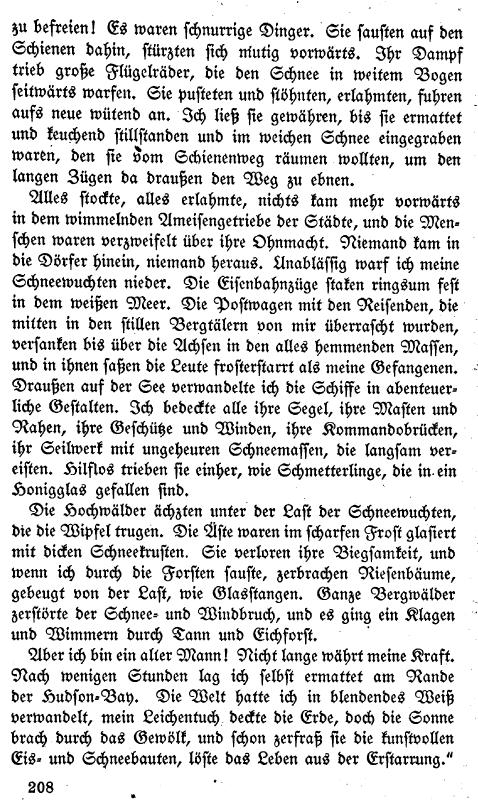 zu befreien! Es waren schnurrige Dinger. Sie sausten auf den
Schienen dahin, stürzten sich mutig vorwärts. Ihr Dampf
trieb große Flügelräder, die den Schnee in weitem Bogen
seitwärts warfen. Sie pusteten und stöhnten, erlahmten, fuhren
aufs neue wütend an. Ich ließ sie gewähren, bis sie ermattet
und keuchend stillstanden und im weichen Schnee eingegraben
waren, den sie vom Schienenweg räumen wollten, um den
langen Zügen da draußen den Weg zu ebnen.
Alles stockte, alles erlahmte, nichts kam mehr vorwärts
in dem wimmelnden Ameisengetriebe der Städte, und die Men-
schen waren verzweifelt über ihre Ohnmacht. Niemand kam in
die Dörfer hinein, niemand heraus. Unablässig warf ich meine
Schneewuchten nieder. Die Eisenbahnzüge staken ringsum fest
in dem weißen Meer. Die Postwagen mit den Reisenden, die
mitten in den stillen Bergtälern von mir überrascht wurden,
versanken bis über die Achsen in den alles hemmenden Massen,
und in ihnen saßen die Leute frosterstarrt als meine Gefangenen.
Draußen auf der See verwandelte ich die Schiffe in abenteuer-
liche Gestalten. Ich bedeckte alle ihre Segel, ihre Masten und
Rahen, ihre Geschütze und Winden, ihre Kommandobrücken,
ihr Seilwerk mit ungeheuren Schneemassen, die langsam ver-
eisten. Hilflos trieben sie einher, wie Schmetterlinge, die in ein
Honigglas gefallen sind.
Die Hochwälder ächzten unter der Last der Schneewuchten,
die die Wipfel trugen. Die Äste waren im scharfen Frost glasiert
mit dicken Schneekrusten. Sie verloren ihre Biegsamkeit, und
wenn ich durch die Forsten sauste, zerbrachen Riesenbäume,
gebeugt von der Last, wie Glasstangen. Ganze Bergwälder
zerstörte der Schnee- und Windbruch, und es ging ein Klagen
und Wimmern durch Tann und Eichforst.
Aber ich bin ein alter Mann! Nicht lange währt meine Kraft.
Nach wenigen Stunden lag ich selbst ermattet am Rande
der Hudson-Bay. Die Welt hatte ich in blendendes Weiß
verwandelt, mein Leichentuch deckte die Erde, doch die Sonne
brach durch das Gewölk, und schon zerfraß sie die kunstvollen
Eis- und Schneebauten, löste das Leben aus der Erstarrung.“
208